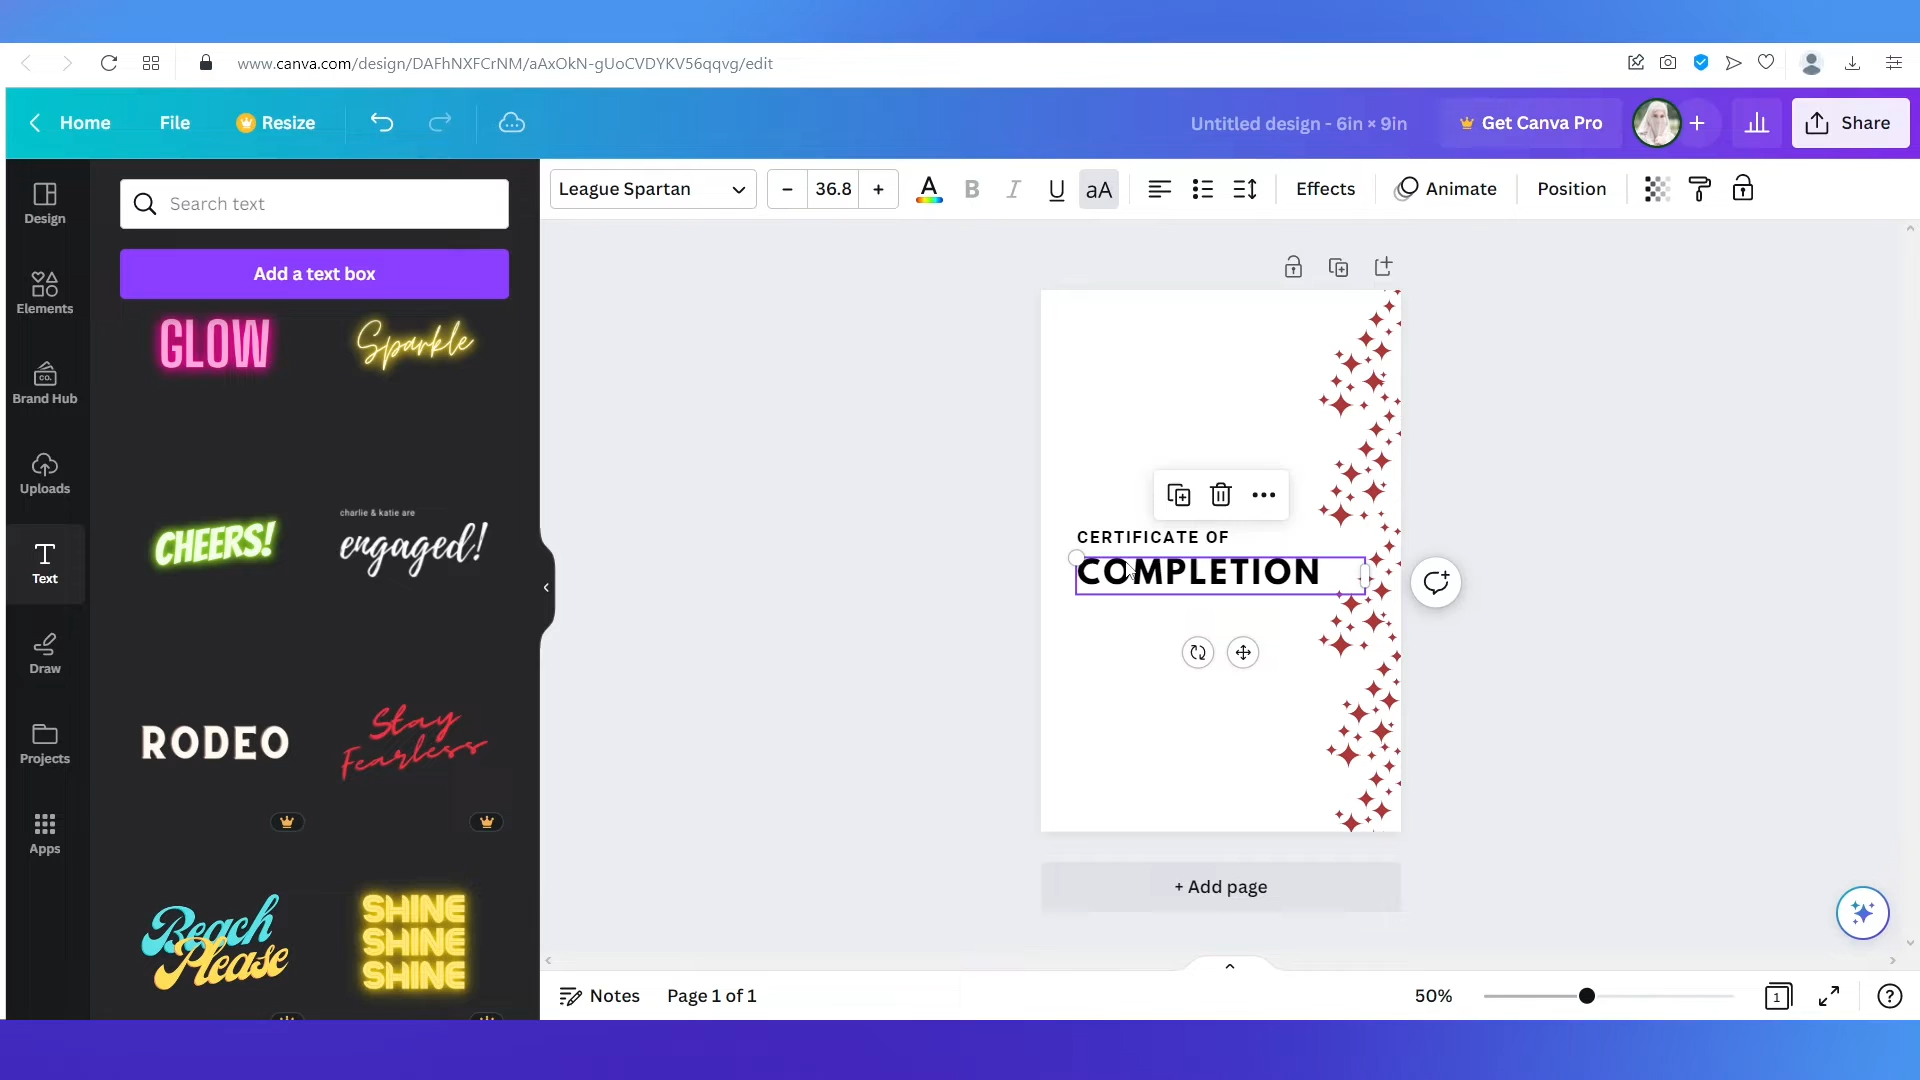 www.canva.com/design/DAFhNXFCrNM/aAxOkN-gUoCVDYKV56qqvg/edit
Home File Resize Untitled design - 6in × 9in Get Canva Pro + Share
League Spartan - 36.8 + A B I U aA Effects Animate Position
Design
Elements
CO.
Brand Hub
Uploads
T
Text
Draw
Projects
Apps
Search text
Add a text box
GLOW
Sparkle
CHEERS!
charlie & katie are
engaged!
RODEO
Stay
Fearless
Beach
Please
SHINE
SHINE
SHINE
CERTIFICATE OF
COMPLETION
+ Add page
Notes Page 1 of 1 50% 1 ?